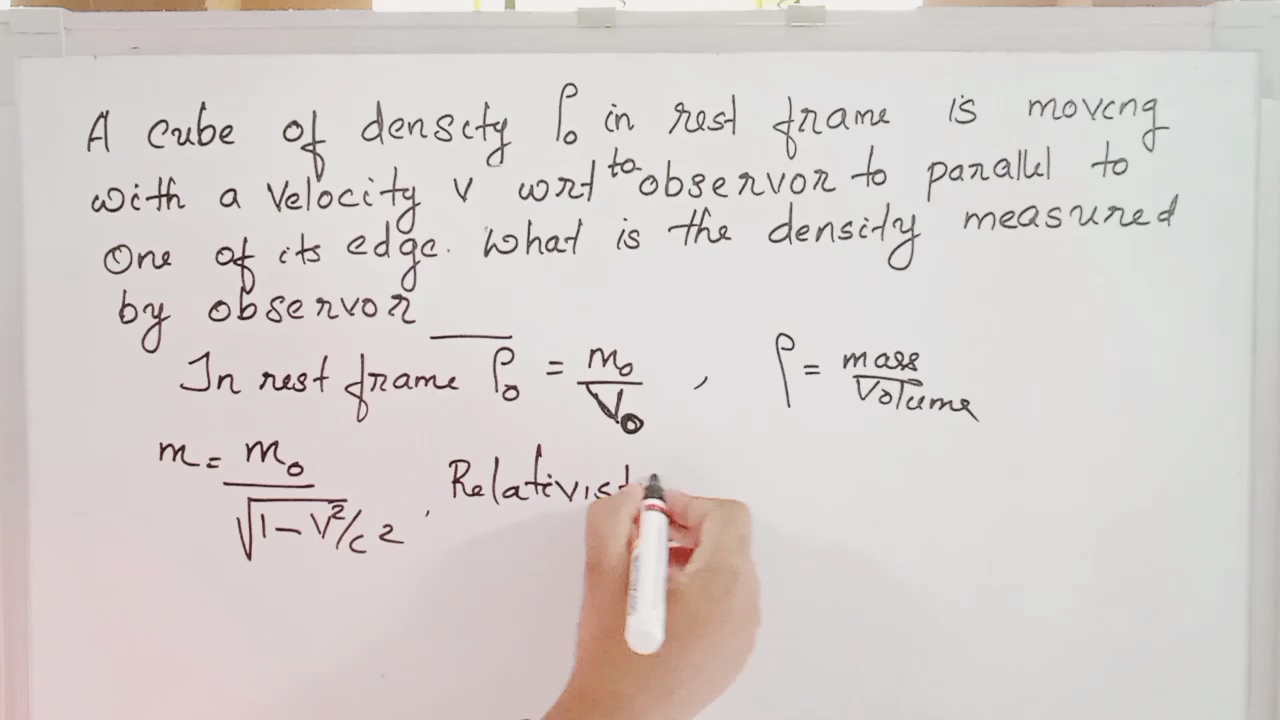 A cube of density ρ₀ in rest frame is moving
with a velocity v wrt to observor to parallel to
One of its edge. What is the density measured
by observor
In rest frame ρ₀ = m₀/V₀ , ρ = mass/Volume
m = m₀/√1-V²/c2 , Relativist